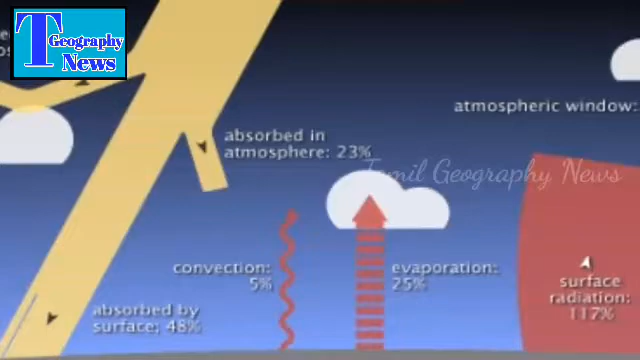 T Geography
News
atmospheric window:
absorbed in
atmosphere: 23%
Tamil Geography News
convection:
5%
evaporation:
25%
surface
radiation:
117%
absorbed by
surface; 48%